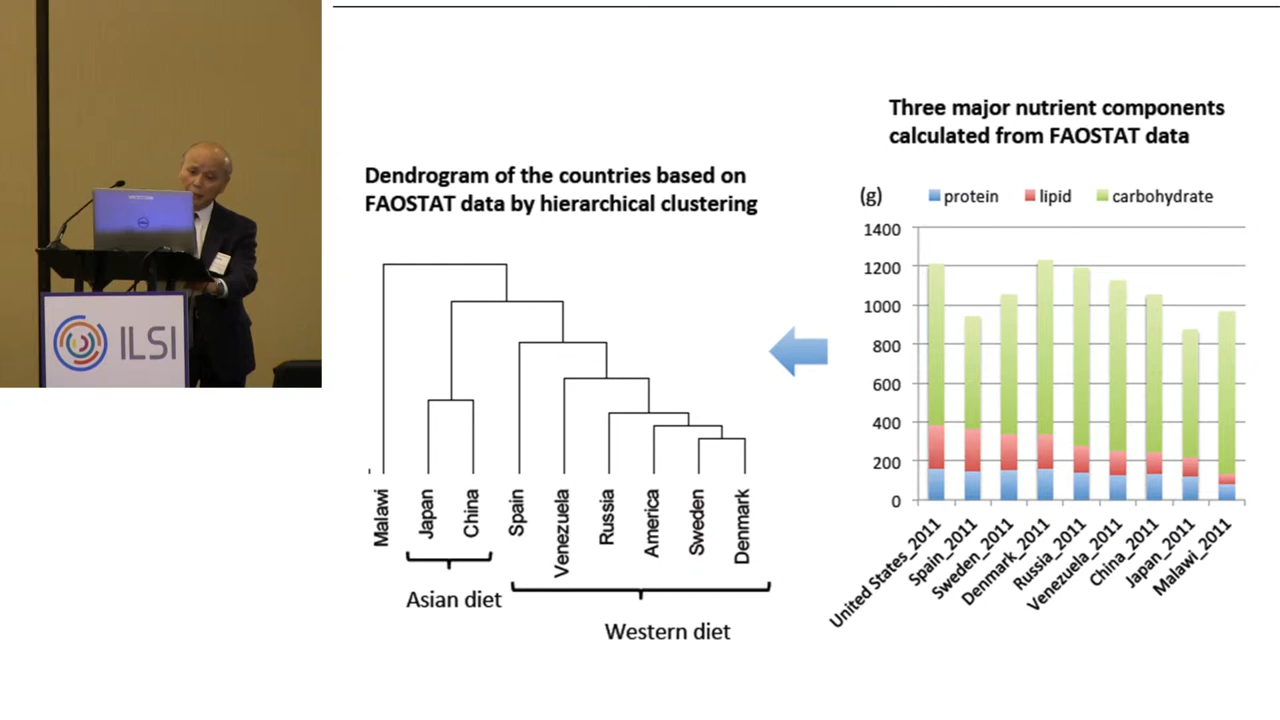 ILSI
Three major nutrient components
calculated from FAOSTAT data
Dendrogram of the countries based on
FAOSTAT data by hierarchical clustering
(g)
protein
lipid
carbohydrate
1400
1200
1000
800
600
400
200
0
United States_2011
Spain_2011
Sweden_2011
Denmark_2011
Russia_2011
Venezuela_2011
China_2011
Japan_2011
Malawi_2011
Malawi
Japan
China
Spain
Venezuela
Russia
America
Sweden
Denmark
Asian diet
Western diet